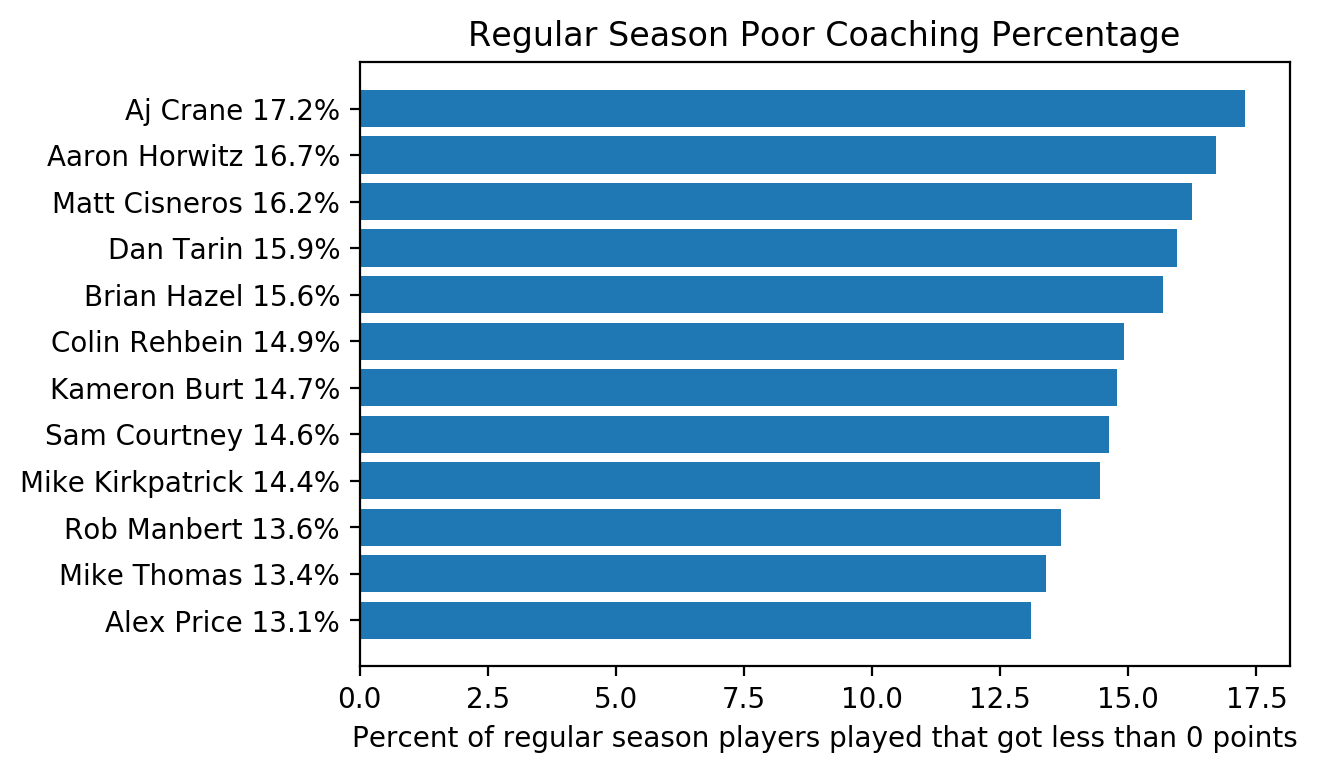 Regular Season Poor Coaching Percentage
Aj Crane 17.2%
Aaron Horwitz 16.7%
Matt Cisneros 16.2%
Dan Tarin 15.9%
Brian Hazel 15.6%
Colin Rehbein 14.9%
Kameron Burt 14.7%
Sam Courtney 14.6%
Mike Kirkpatrick 14.4%
Rob Manbert 13.6%
Mike Thomas 13.4%
Alex Price 13.1%
0.0 2.5 5.0 7.5 10.0 12.5 15.0 17.5
Percent of regular season players played that got less than 0 points